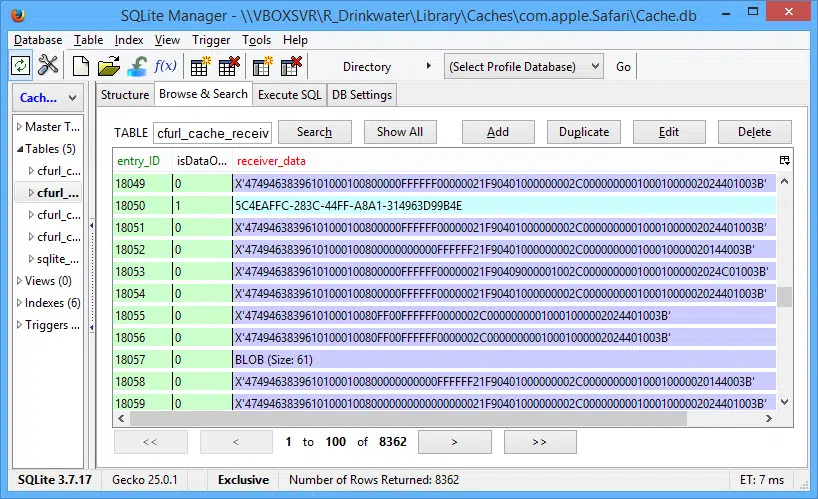 SQLite Manager - \\VBOXSVR\R_Drinkwater\Library\Caches\com.apple.Safari\Cache.db
Database Table Index View Trigger Tools Help
f(x) Directory (Select Profile Database) Go
Cach... Structure Browse & Search Execute SQL DB Settings
Master T...
Tables (5)
cfurl_c...
cfurl_...
cfurl_c...
cfurl_c...
sqlite_...
Views (0)
Indexes (6)
Triggers ...
TABLE cfurl_cache_receiv Search Show All Add Duplicate Edit Delete
entry_ID isDataO... receiver_data
18049 0 X'47494638396101000100800000FFFFFF00000021F90401000000002C00000000010001000002024401003B'
18050 1 5C4EAFFC-283C-44FF-A8A1-314963D99B4E
18051 0 X'47494638396101000100800000FFFFFF00000021F90401000000002C00000000010001000002024401003B'
18052 0 X'47494638396101000100800000000000FFFFFF21F90401000000002C000000000100010000020144003B'
18053 0 X'47494638396101000100800000FFFFFF00000021F90409000001002C00000000010001000002024C01003B'
18054 0 X'47494638396101000100800000FFFFFF00000021F90401000000002C00000000010001000002024401003B'
18055 0 X'4749463839610100010080FF00FFFFFF0000002C00000000010001000002024401003B'
18056 0 X'4749463839610100010080FF00FFFFFF0000002C00000000010001000002024401003B'
18057 0 BLOB (Size: 61)
18058 0 X'47494638396101000100800000000000FFFFFF21F90401000000002C000000000100010000020144003B'
18059 0 X'4749463839610100010080000000000000000021F90401000000002C00000000010001000002024401003B'
<< < 1 to 100 of 8362 > >>
SQLite 3.7.17 Gecko 25.0.1 Exclusive Number of Rows Returned: 8362 ET: 7 ms